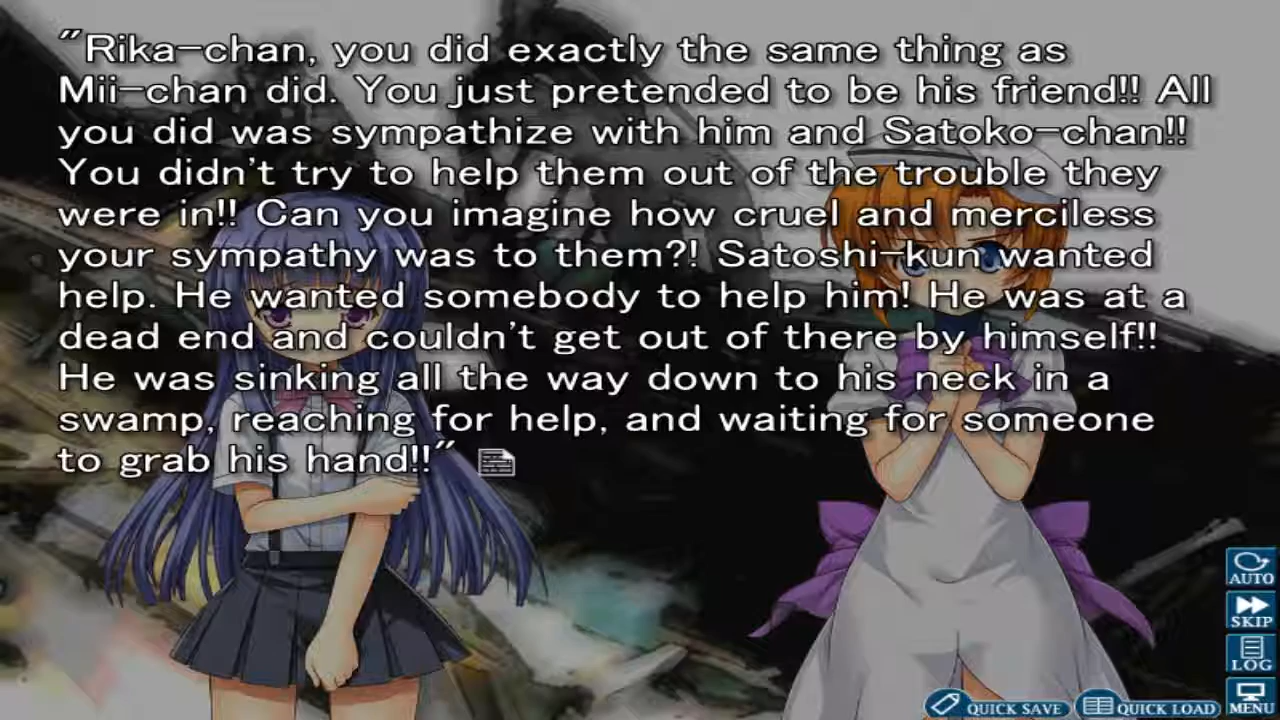 "Rika-chan, you did exactly the same thing as
Mii-chan did. You just pretended to be his friend!! All
you did was sympathize with him and Satoko-chan!!
You didn't try to help them out of the trouble they
were in!! Can you imagine how cruel and merciless
your sympathy was to them?! Satoshi-kun wanted
help. He wanted somebody to help him! He was at a
dead end and couldn't get out of there by himself!!
He was sinking all the way down to his neck in a
swamp, reaching for help, and waiting for someone
to grab his hand!!"
AUTO
SKIP
LOG
MENU
QUICK SAVE
QUICK LOAD